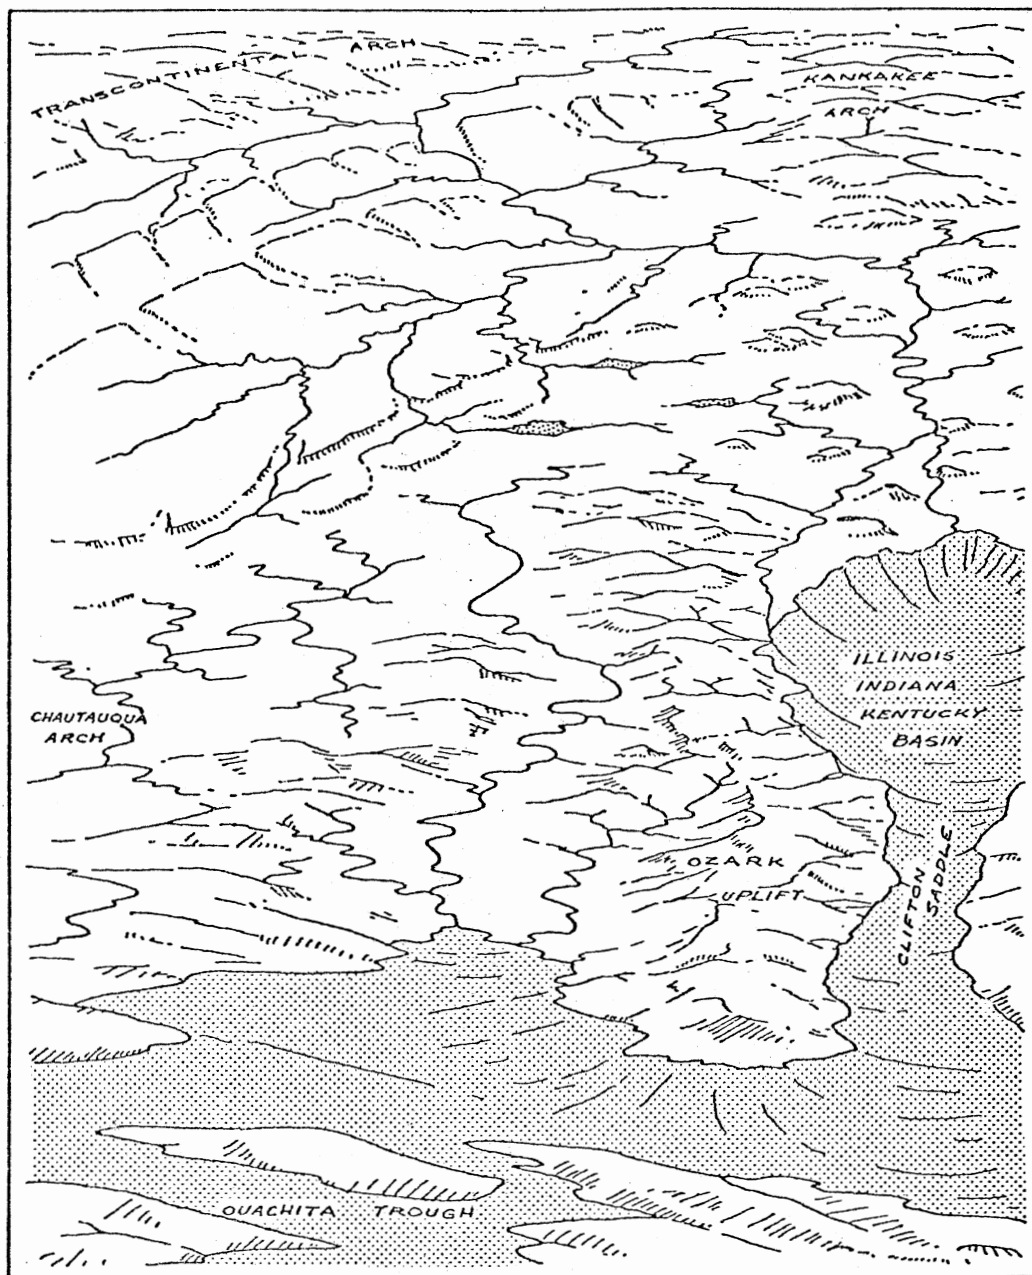 TRANSCONTINENTAL ARCH
KANKAKEE
ARCH
ILLINOIS
INDIANA
KENTUCKY
BASIN
CHAUTAUQUA
ARCH
CLIFTON
SADDLE
OZARK
UPLIFT
OUACHITA TROUGH